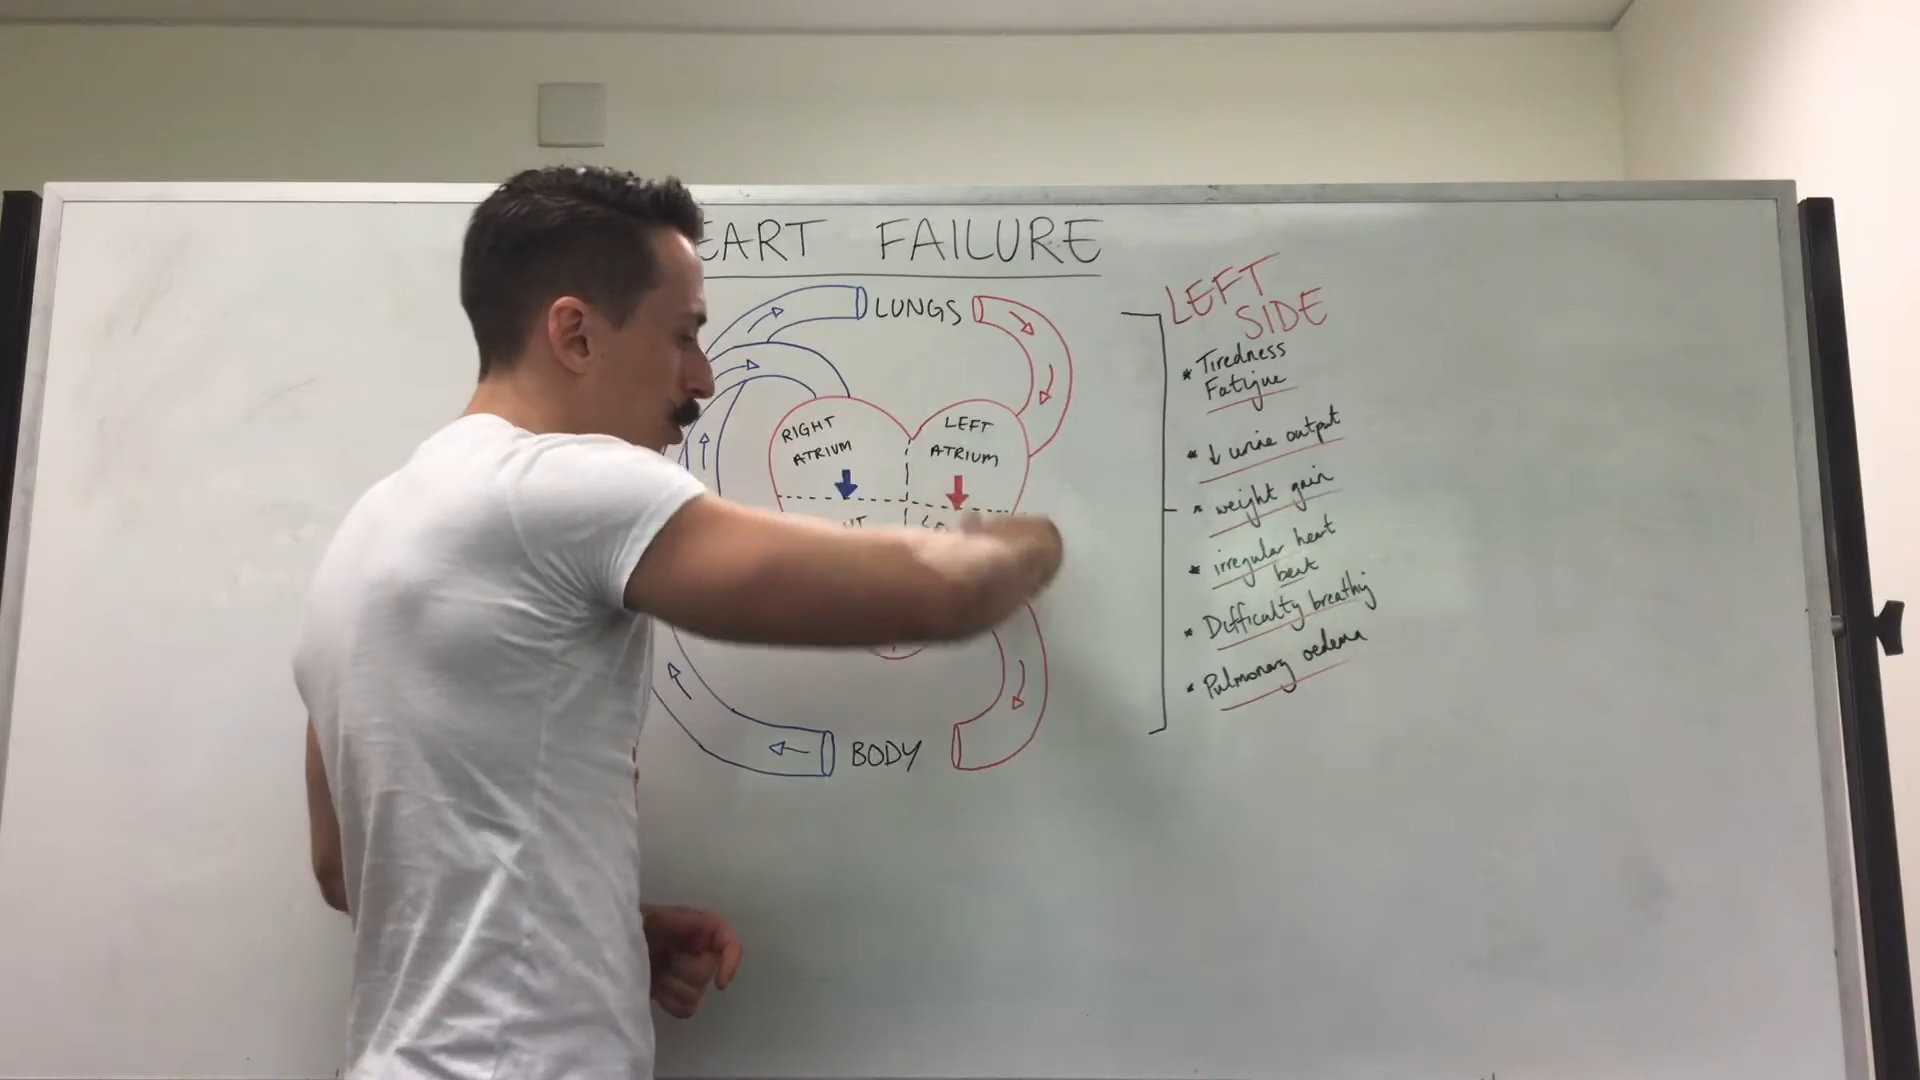 EART FAILURE
LUNGS
LEFT
SIDE
RIGHT
ATRIUM
LEFT
ATRIUM
* Tiredness
Fatigue
* ↓ urine output
* weight gain
* irregular heart
beat
* Difficulty breathing
* Pulmonary oedema
BODY